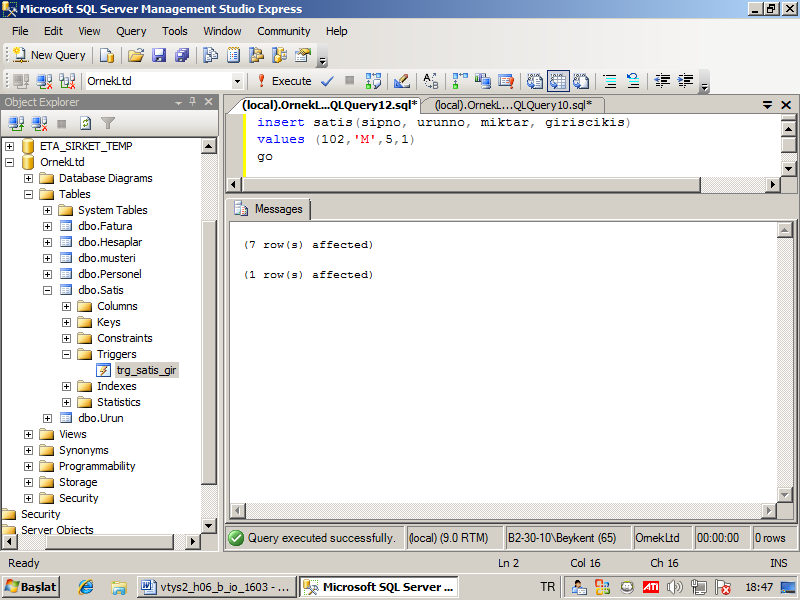 Microsoft SQL Server Management Studio Express
File Edit View Query Tools Window Community Help
New Query
OrnekLtd Execute
Object Explorer
(local).OrnekL...QLQuery12.sql* (local).OrnekL...QLQuery10.sql*
insert satis(sipno, urunno, miktar, giriscikis)
values (102,'M',5,1)
go
ETA_SIRKET_TEMP
OrnekLtd
Database Diagrams
Tables
System Tables
dbo.Fatura
dbo.Hesaplar
dbo.musteri
dbo.Personel
dbo.Satis
Columns
Keys
Constraints
Triggers
trg_satis_gir
Indexes
Statistics
dbo.Urun
Views
Synonyms
Programmability
Storage
Security
Security
Server Objects
Messages
(7 row(s) affected)
(1 row(s) affected)
Query executed successfully. (local) (9.0 RTM) B2-30-10\Beykent (65) OrnekLtd 00:00:00 0 rows
Ready Ln 2 Col 16 Ch 16 INS
Başlat vtys2_h06_b_io_1603 - ... Microsoft SQL Server ... TR ATI 18:47